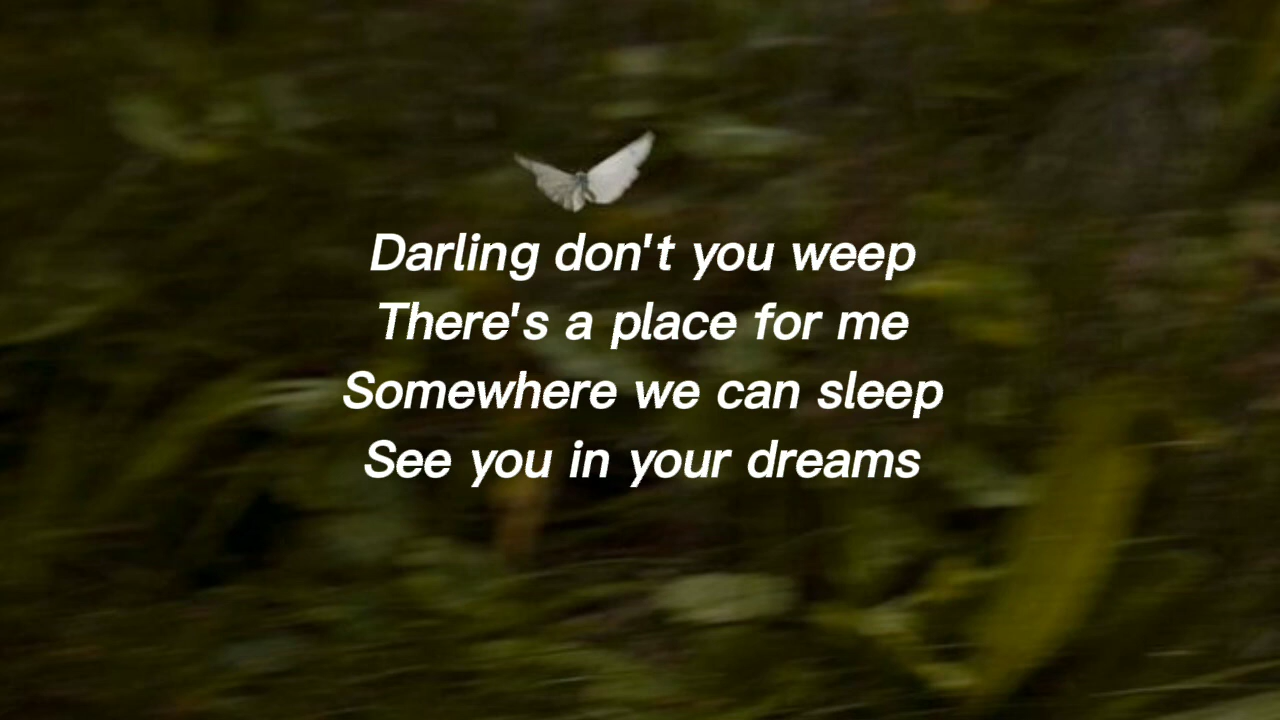 Darling don't you weep
There's a place for me
Somewhere we can sleep
See you in your dreams